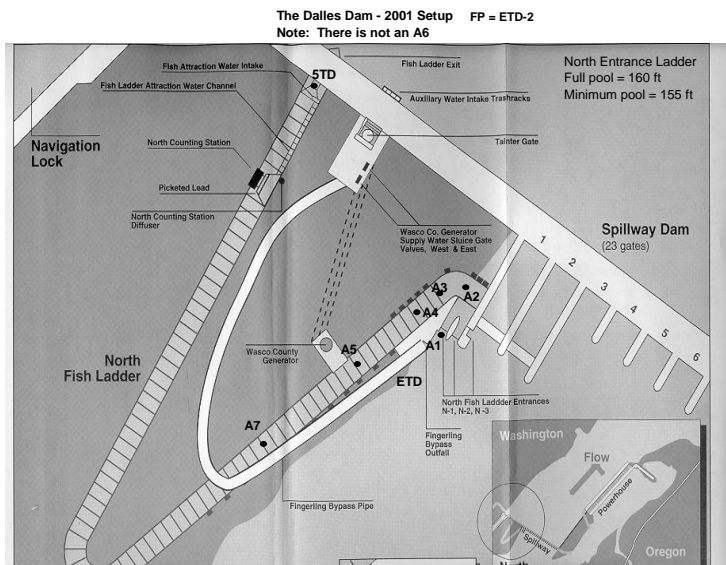 The Dalles Dam - 2001 Setup FP = ETD-2
Note: There is not an A6
Fish Attraction Water Intake
5TD
Fish Ladder Exit
North Entrance Ladder
Full pool = 160 ft
Minimum pool = 155 ft
Fish Ladder Attraction Water Channel
Auxillary Water Intake Trashracks
Navigation
Lock
North Counting Station
Tainter Gate
Picketed Lead
North Counting Station
Diffuser
Wasco Co. Generator
Supply Water Sluice Gate
Valves, West & East
Spillway Dam
(23 gates)
1
2
3
4
5
6
A3
A2
A4
A1
A5
Wasco County
Generator
North
Fish Ladder
ETD
North Fish Laddder Entrances
N-1, N-2, N -3
A7
Fingerling
Bypass
Outfall
Fingerling Bypass Pipe
Washington
Flow
Powerhouse
Spillway
Oregon
North